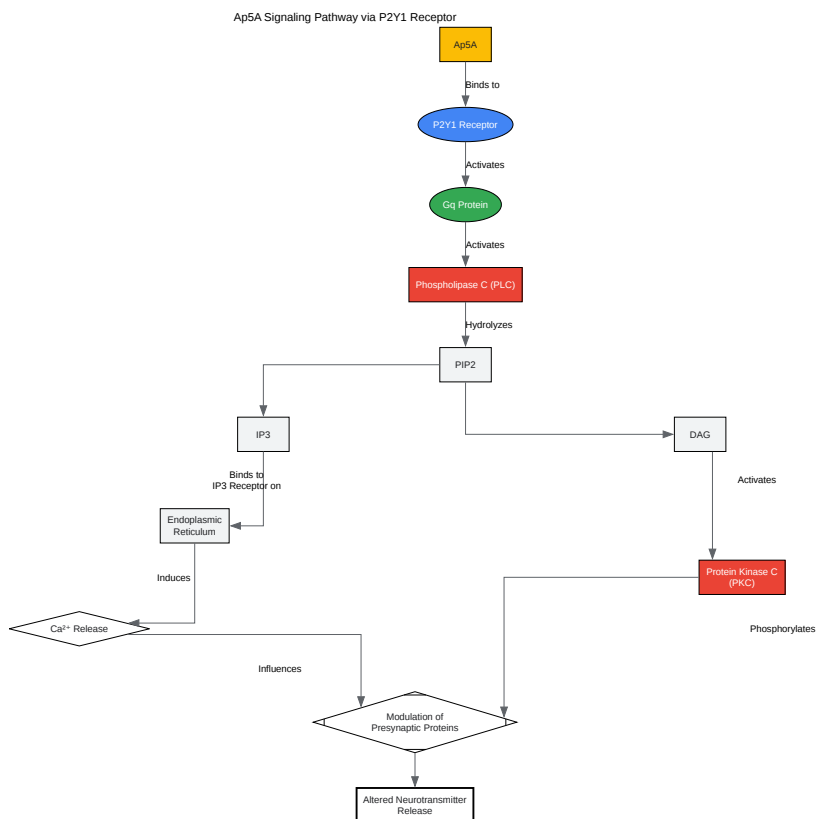 Ap5A Signaling Pathway via P2Y1 Receptor
Ap5A
Binds to
P2Y1 Receptor
Activates
Gq Protein
Activates
Phospholipase C (PLC)
Hydrolyzes
PIP2
IP3
DAG
Binds to
IP3 Receptor on
Activates
Endoplasmic
Reticulum
Induces
Protein Kinase C
(PKC)
Ca²⁺ Release
Phosphorylates
Influences
Modulation of
Presynaptic Proteins
Altered Neurotransmitter
Release